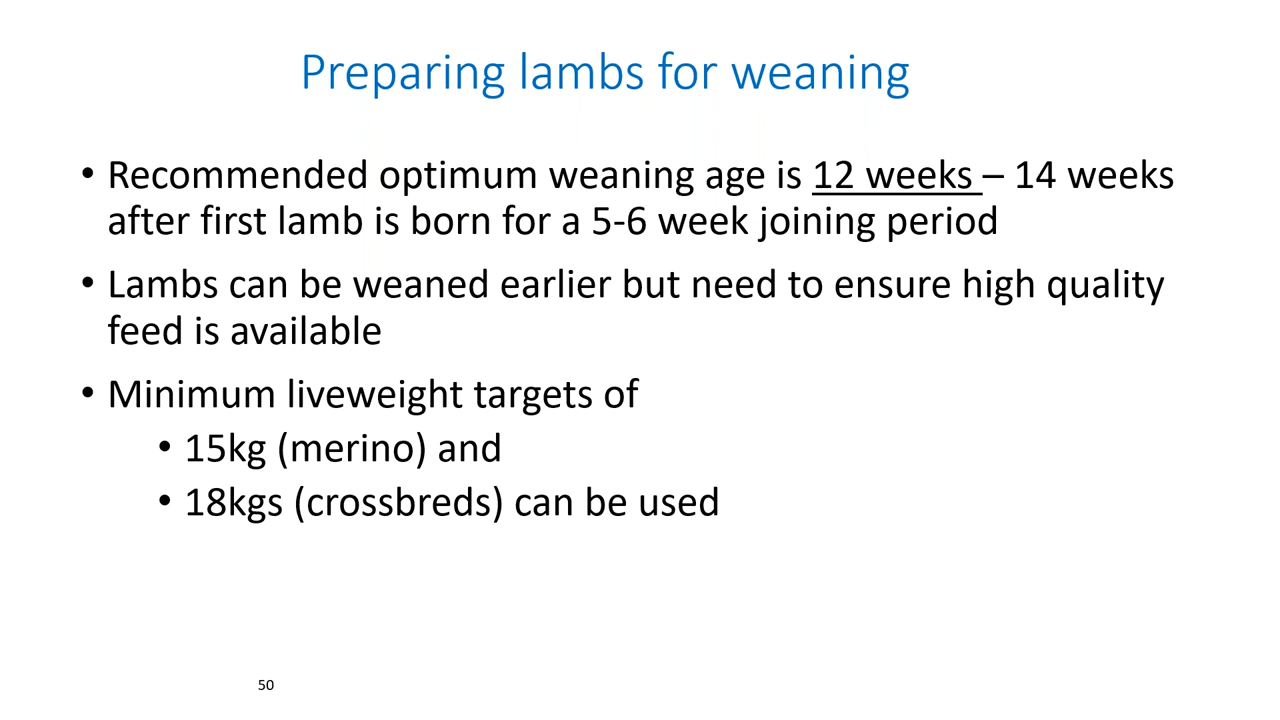 Preparing lambs for weaning
• Recommended optimum weaning age is 12 weeks – 14 weeks
after first lamb is born for a 5-6 week joining period
• Lambs can be weaned earlier but need to ensure high quality
feed is available
• Minimum liveweight targets of
• 15kg (merino) and
• 18kgs (crossbreds) can be used
50